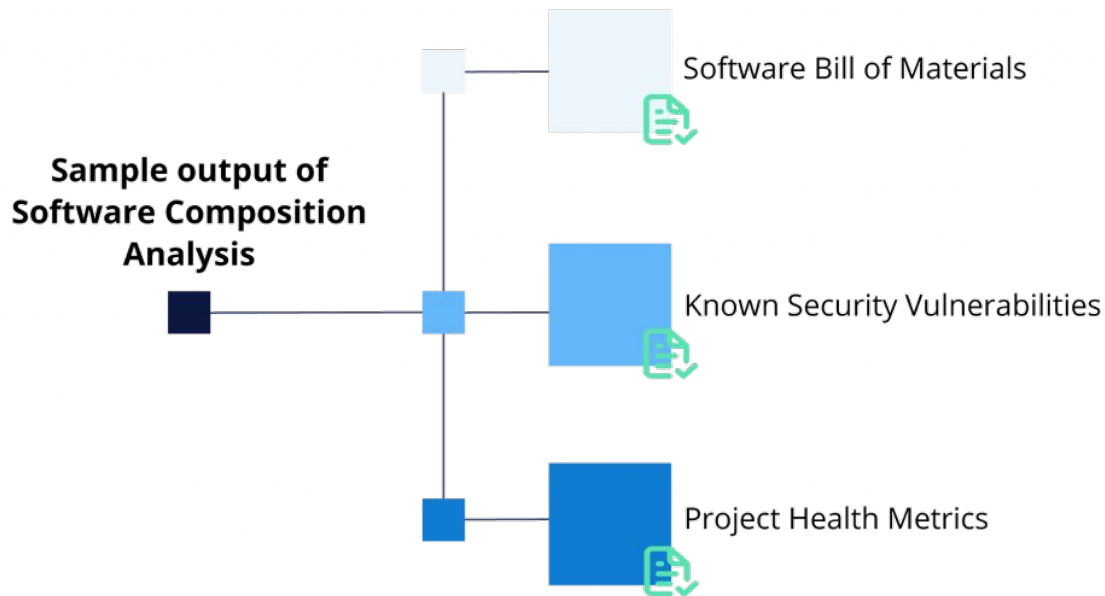 Software Bill of Materials
Sample output of
Software Composition
Analysis
Known Security Vulnerabilities
Project Health Metrics